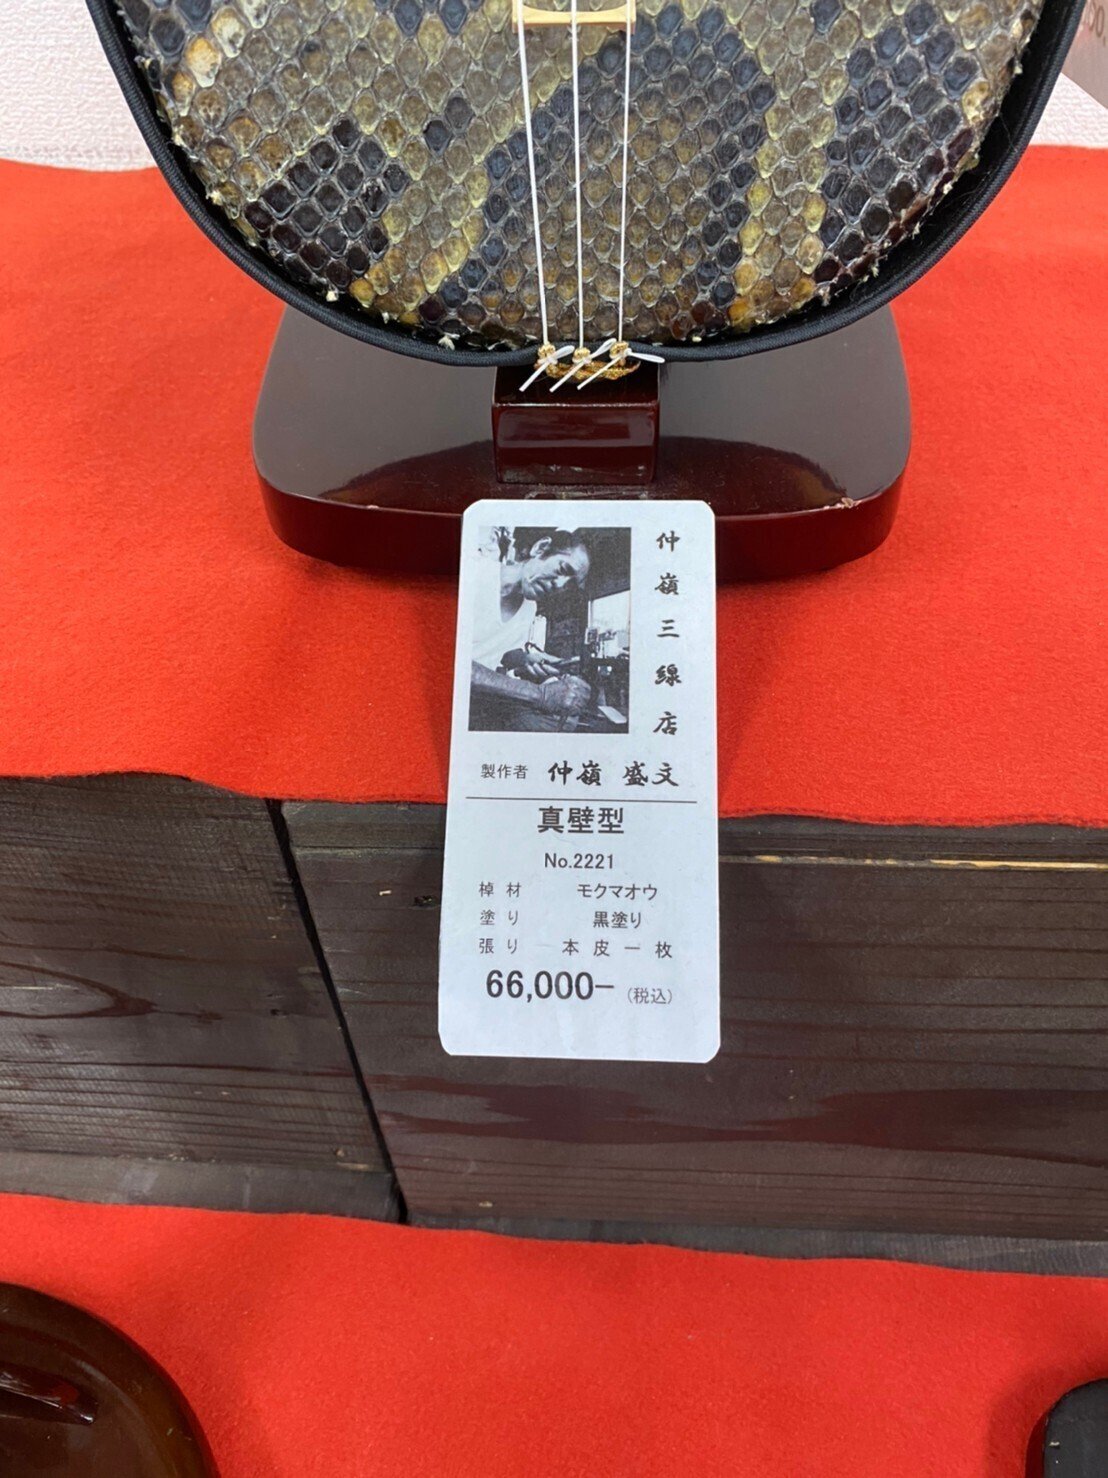 仲嶺三線店
製作者 仲嶺 盛文
真壁型
No.2221
棹材 モクマオウ
塗り 黒塗り
張り 本皮一枚
66,000− (税込)